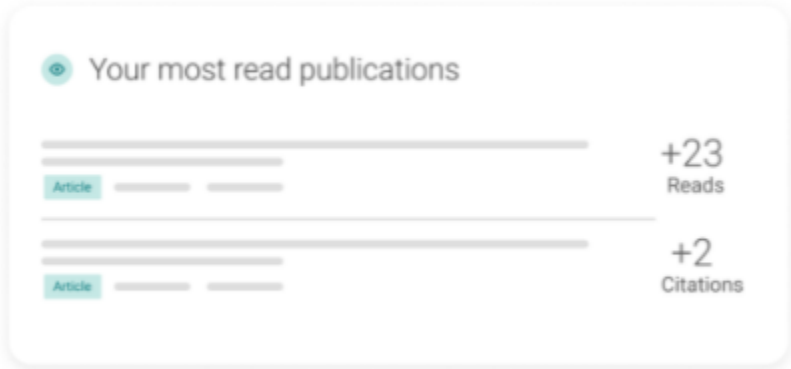 Your most read publications
+23
Reads
Article
+2
Citations
Article